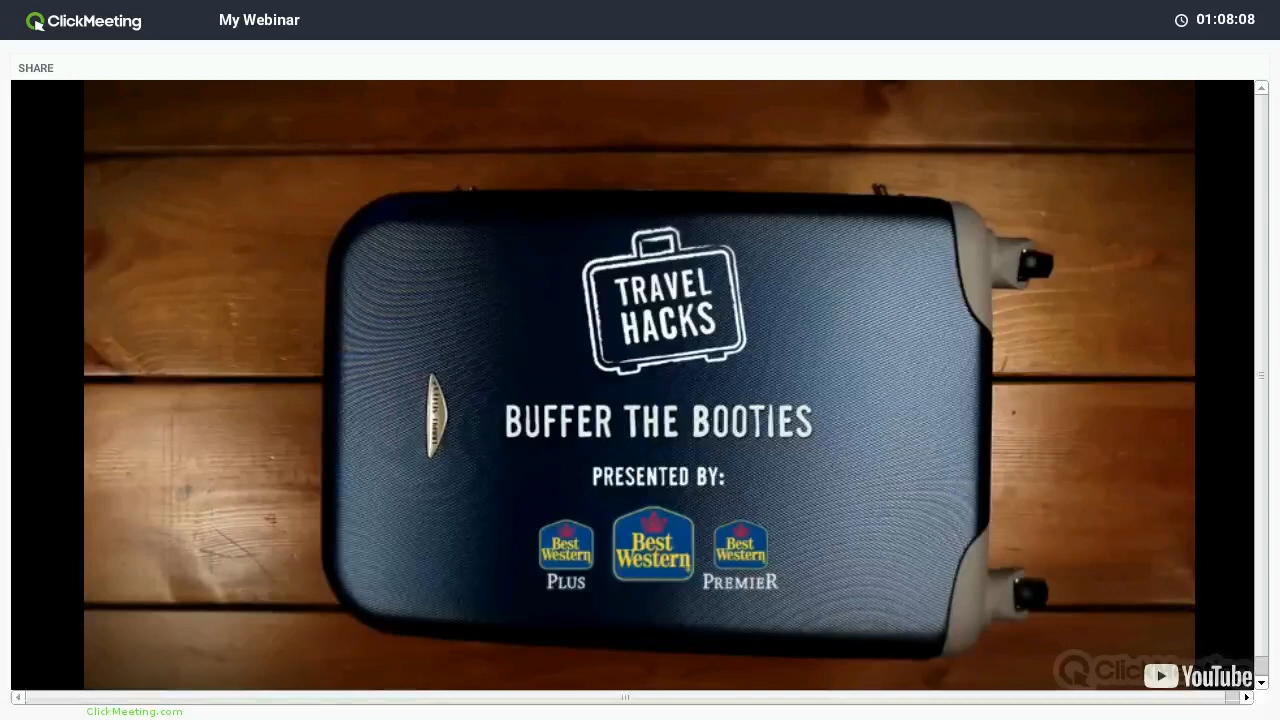 ClickMeeting
My Webinar
01:08:08
SHARE
TRAVEL
HACKS
BUFFER THE BOOTIES
PRESENTED BY:
Best
Western
PLUS
Best
Western
Best
Western
PREMIER
YouTube
ClickMeeting.com